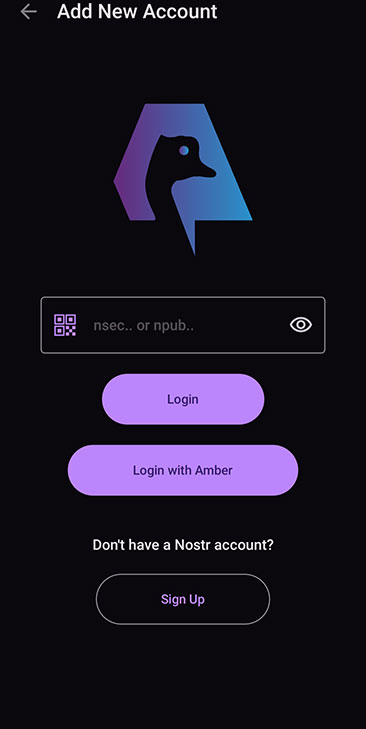 Add New Account
nsec.. or npub..
Login
Login with Amber
Don't have a Nostr account?
Sign Up